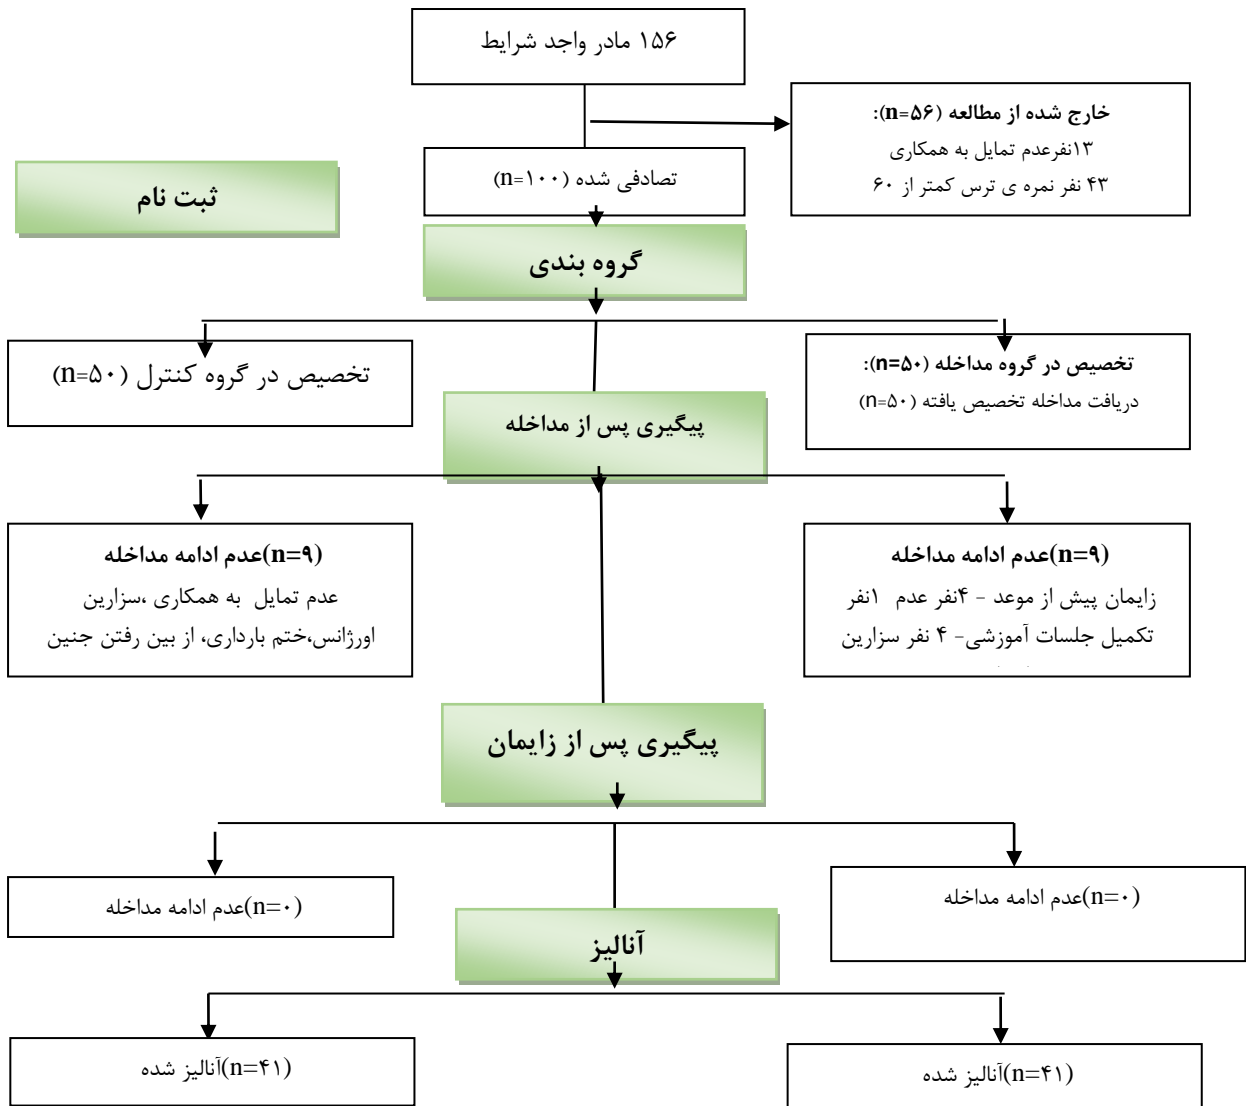 ۱۵۶ مادر واجد شرایط
خارج شده از مطالعه (n=۵۶):
۱۳نفرعدم تمایل به همکاری
۴۳ نفر نمره ی ترس کمتر از ۶۰
تصادفی شده (n=۱۰۰)
ثبت نام
گروه بندی
تخصیص در گروه مداخله (n=۵۰):
دریافت مداخله تخصیص یافته (n=۵۰)
تخصیص در گروه کنترل (n=۵۰)
پیگیری پس از مداخله
(n=۹)عدم ادامه مداخله
زایمان پیش از موعد - ۴نفر عدم ۱نفر
تکمیل جلسات آموزشی- ۴ نفر سزارین
(n=۹)عدم ادامه مداخله
عدم تمایل به همکاری ،سزارین
اورژانس،ختم بارداری، از بین رفتن جنین
پیگیری پس از زایمان
(n=۰)عدم ادامه مداخله
(n=۰)عدم ادامه مداخله
آنالیز
(n=۴۱)آنالیز شده
(n=۴۱)آنالیز شده